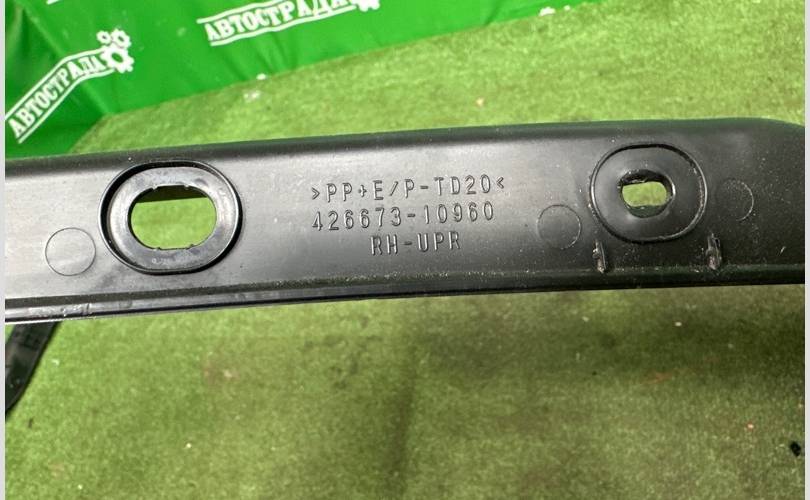 АВТОСТРАДА
АВТОСТРАДА
>PP+E/P-TD20<
426673-10960
RH-UPR